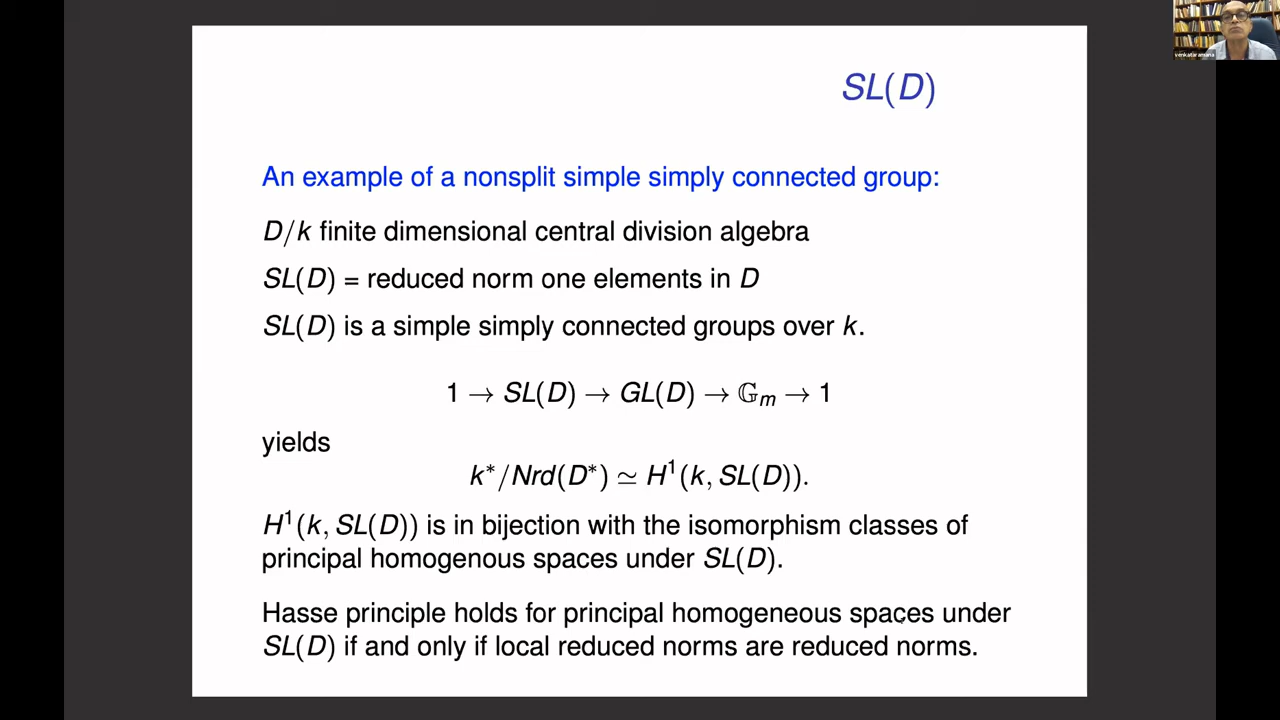 venkataramana
SL(D)
An example of a nonsplit simple simply connected group:
D/k finite dimensional central division algebra
SL(D) = reduced norm one elements in D
SL(D) is a simple simply connected groups over k.
1 → SL(D) → GL(D) → 𝔾ₘ → 1
yields
k*/Nrd(D*) ≃ H¹(k, SL(D)).
H¹(k, SL(D)) is in bijection with the isomorphism classes of
principal homogenous spaces under SL(D).
Hasse principle holds for principal homogeneous spaces under
SL(D) if and only if local reduced norms are reduced norms.